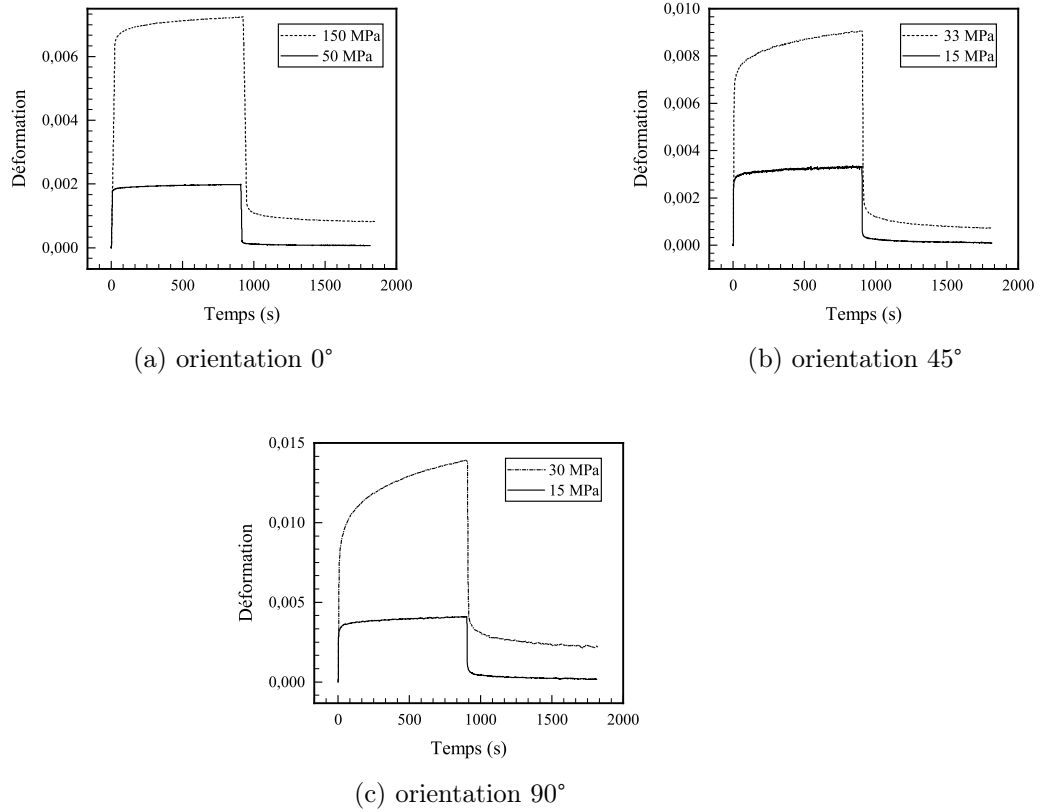 150 MPa
50 MPa
0,006
0,004
0,002
0,000
Déformation
0
500
1000
1500
2000
Temps (s)
(a) orientation 0°
33 MPa
15 MPa
0,010
0,008
0,006
0,004
0,002
0,000
Déformation
0
500
1000
1500
2000
Temps (s)
(b) orientation 45°
30 MPa
15 MPa
0,015
0,010
0,005
0,000
Déformation
0
500
1000
1500
2000
Temps (s)
(c) orientation 90°